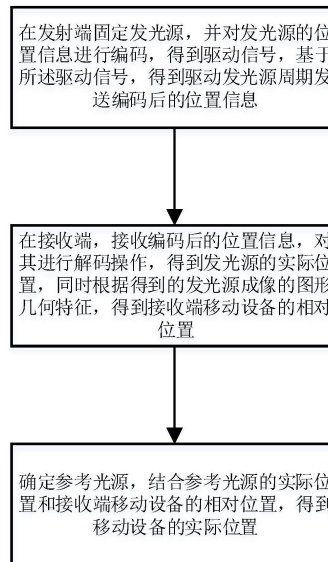 在发射端固定发光源，并对发光源的位
置信息进行编码，得到驱动信号，基于
所述驱动信号，得到驱动发光源周期发
送编码后的位置信息
在接收端，接收编码后的位置信息，对
其进行解码操作，得到发光源的实际位
置，同时根据得到的发光源成像的图形
几何特征，得到接收端移动设备的相对
位置
确定参考光源，结合参考光源的实际位
置和接收端移动设备的相对位置，得到
移动设备的实际位置